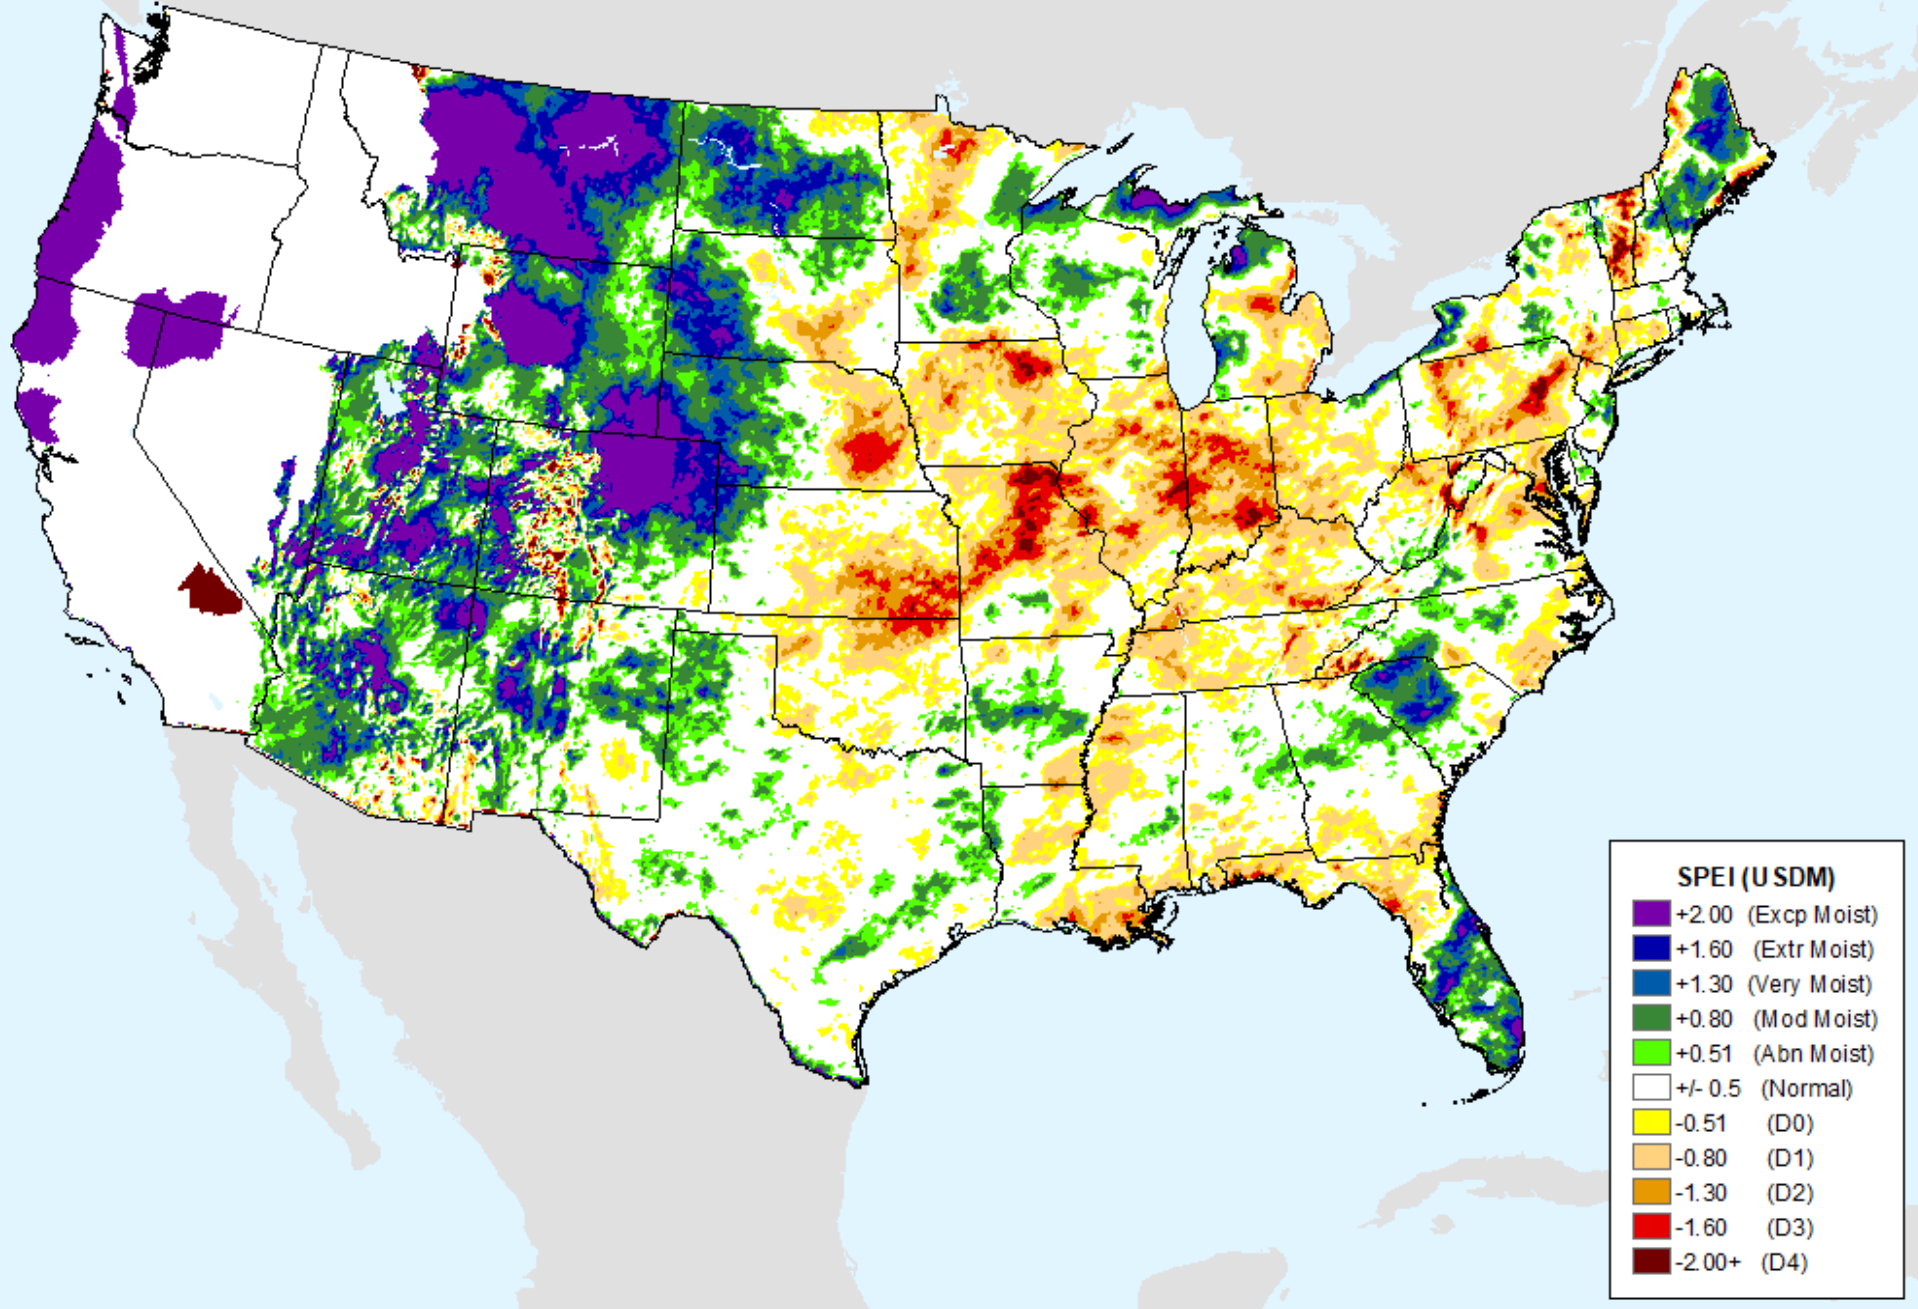 SPEI (USDM)
+2.00 (Excp Moist)
+1.60 (Extr Moist)
+1.30 (Very Moist)
+0.80 (Mod Moist)
+0.51 (Abn Moist)
+/- 0.5 (Normal)
-0.51 (D0)
-0.80 (D1)
-1.30 (D2)
-1.60 (D3)
-2.00+ (D4)